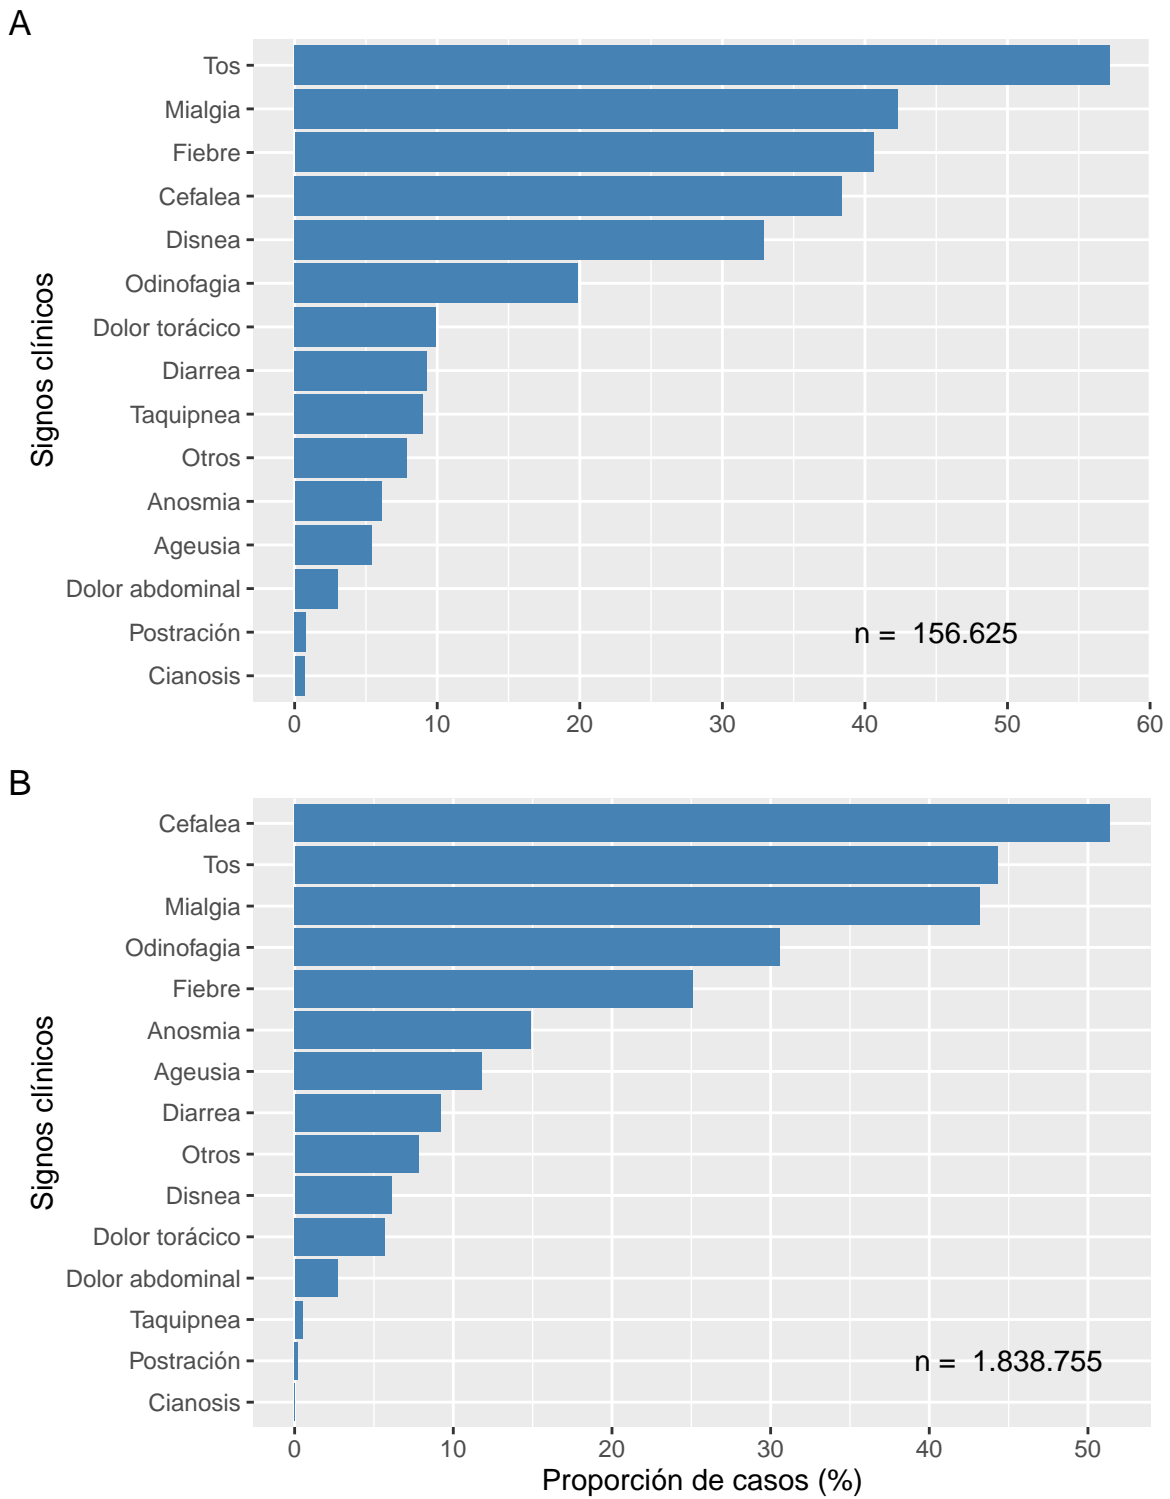 A
Tos
Mialgia
Fiebre
Cefalea
Disnea
Odinofagia
Dolor torácico
Diarrea
Taquipnea
Otros
Anosmia
Ageusia
Dolor abdominal
Postración
Cianosis
Signos clínicos
n = 156.625
0 10 20 30 40 50 60
B
Cefalea
Tos
Mialgia
Odinofagia
Fiebre
Anosmia
Ageusia
Diarrea
Otros
Disnea
Dolor torácico
Dolor abdominal
Taquipnea
Postración
Cianosis
Signos clínicos
n = 1.838.755
0 10 20 30 40 50
Proporción de casos (%)